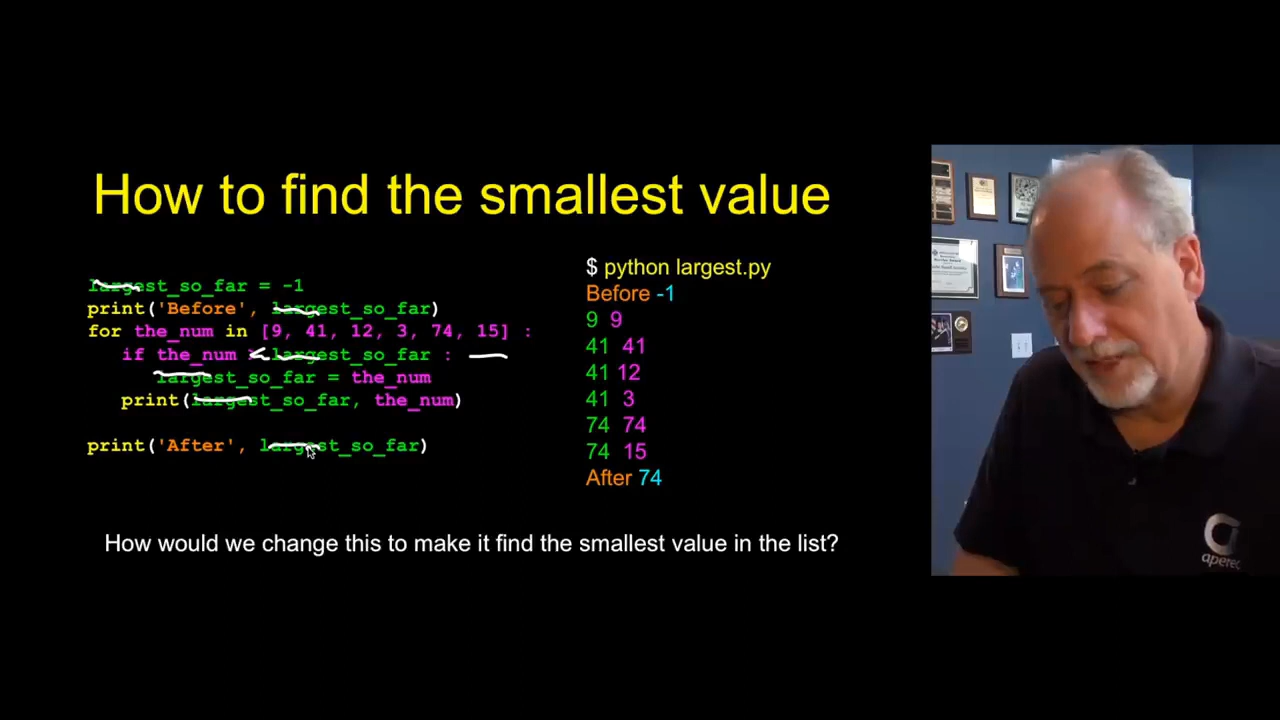 How to find the smallest value
largest_so_far = -1
print('Before', largest_so_far)
for the_num in [9, 41, 12, 3, 74, 15] :
if the_num < largest_so_far :
largest_so_far = the_num
print(largest_so_far, the_num)
print('After', largest_so_far)
$ python largest.py
Before -1
9 9
41 41
41 12
41 3
74 74
74 15
After 74
How would we change this to make it find the smallest value in the list?
apereo